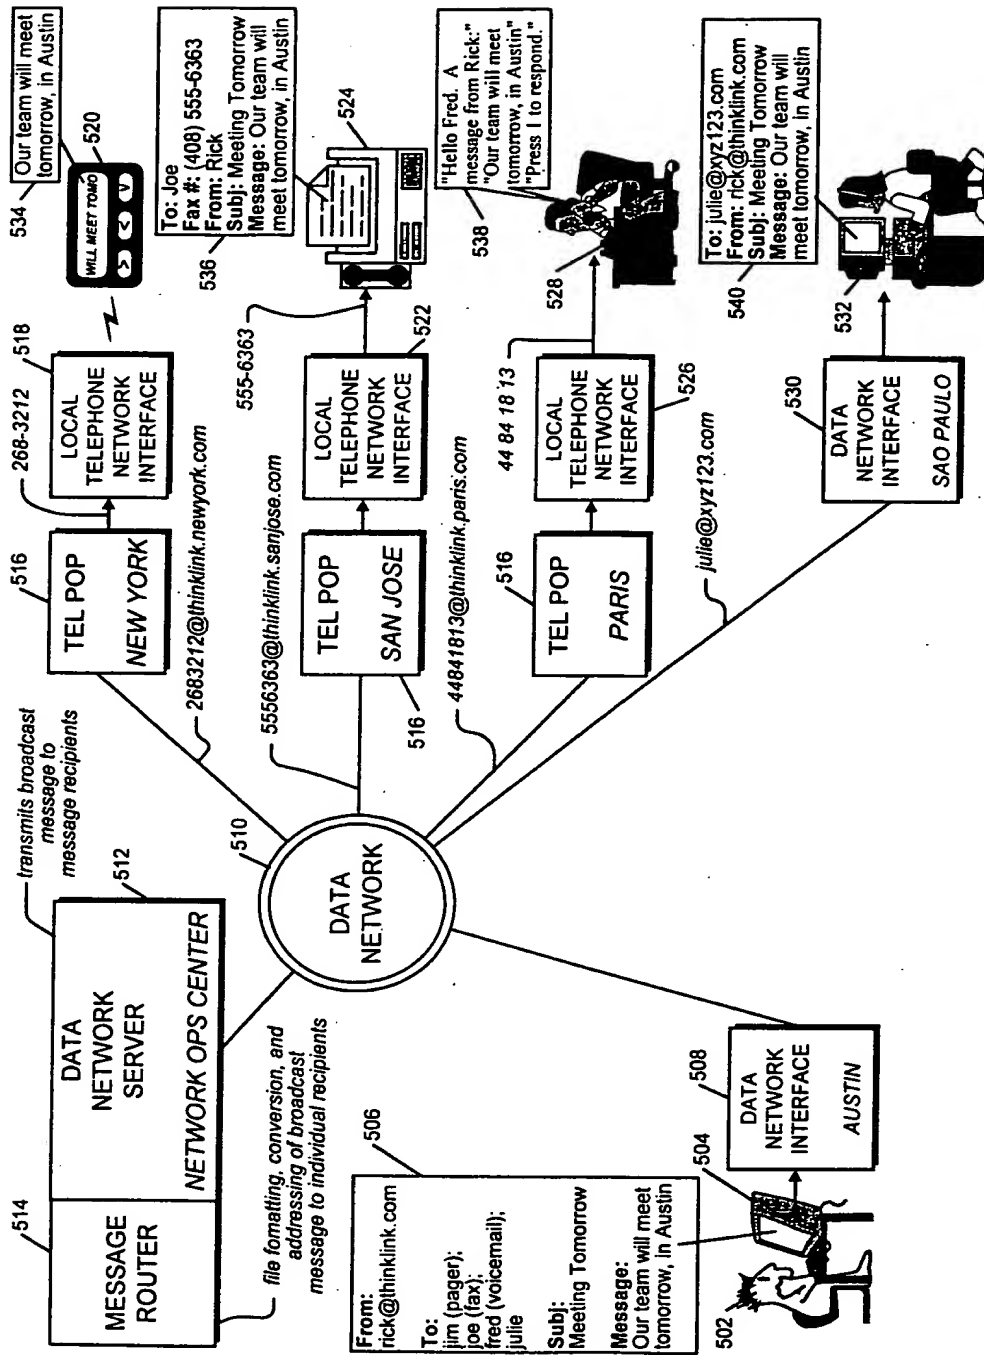 514
MESSAGE
ROUTER
DATA
NETWORK
SERVER
NETWORK OPS CENTER
512
transmits broadcast
message to
message recipients
file fomatting, conversion, and
addressing of broadcast
message to individual recipients
510
DATA
NETWORK
506
From:
rick@thinklink.com
To:
jim (pager);
joe (fax);
fred (voicemail);
julie
Subj:
Meeting Tomorrow
Message:
Our team will meet
tomorrow, in Austin
502
504
508
DATA
NETWORK
INTERFACE
AUSTIN
516
TEL POP
NEW YORK
2683212@thinklink.newyork.com
268-3212
518
LOCAL
TELEPHONE
NETWORK
INTERFACE
534
Our team will meet
tomorrow, in Austin
WILL MEET TOMO
520
516
TEL POP
SAN JOSE
5556363@thinklink.sanjose.com
LOCAL
TELEPHONE
NETWORK
INTERFACE
522
555-6363
536
To: Joe
Fax #: (408) 555-6363
From: Rick
Subj: Meeting Tomorrow
Message: Our team will
meet tomorrow, in Austin
524
516
TEL POP
PARIS
44841813@thinklink.paris.com
LOCAL
TELEPHONE
NETWORK
INTERFACE
526
44 84 18 13
528
538
"Hello Fred. A
message from Rick:"
"Our team will meet
tomorrow, in Austin"
"Press 1 to respond."
julie@xyz123.com
530
DATA
NETWORK
INTERFACE
SAO PAULO
532
540
To: julie@xyz123.com
From: rick@thinklink.com
Subj: Meeting Tomorrow
Message: Our team will
meet tomorrow, in Austin